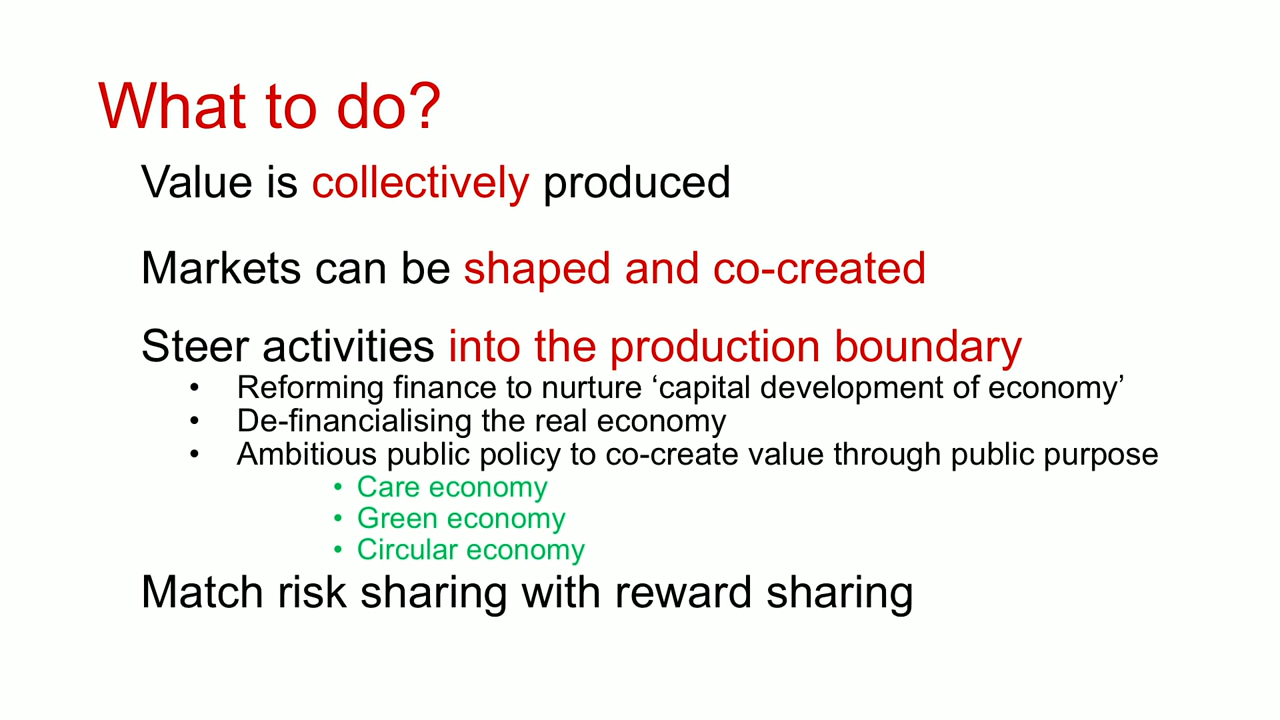 What to do?
Value is collectively produced
Markets can be shaped and co-created
Steer activities into the production boundary
• Reforming finance to nurture ‘capital development of economy’
• De-financialising the real economy
• Ambitious public policy to co-create value through public purpose
• Care economy
• Green economy
• Circular economy
Match risk sharing with reward sharing